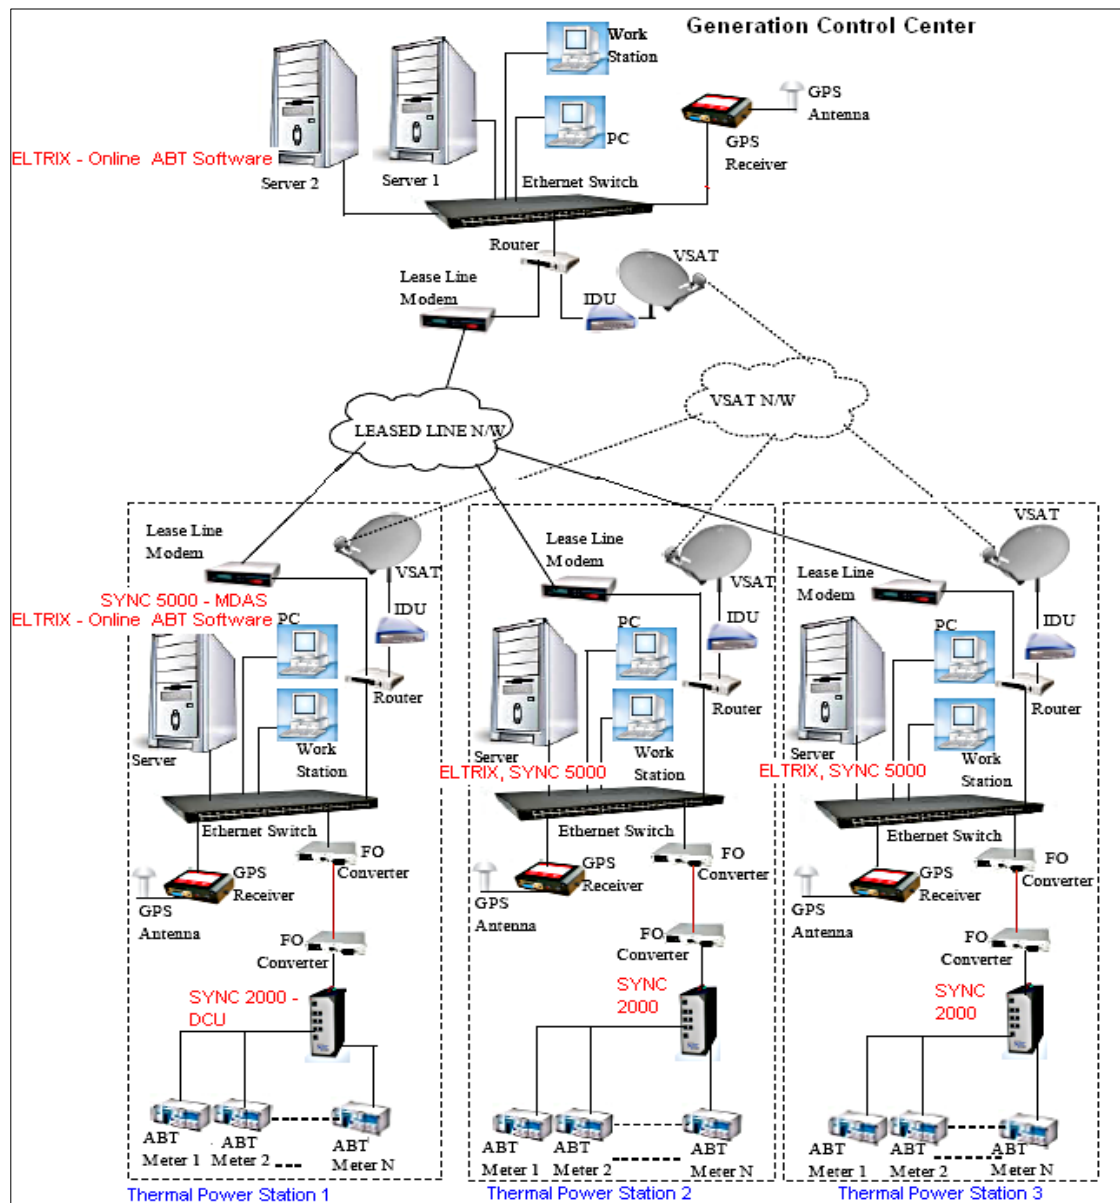 Generation Control Center
Work
Station
GPS
Antenna
PC
GPS
Receiver
ELTRIX - Online ABT Software
Server 2
Server 1
Ethernet Switch
Router
VSAT
Lease Line
Modem
IDU
VSAT N/W
LEASED LINE N/W
Lease Line
Modem
VSAT
SYNC 5000 - MDAS
ELTRIX - Online ABT Software
PC
IDU
Router
Server
Work
Station
Ethernet Switch
FO
Converter
GPS
Receiver
GPS
Antenna
FO
Converter
SYNC 2000 -
DCU
ABT
Meter 1
ABT
Meter 2
ABT
Meter N
Thermal Power Station 1
Lease Line
Modem
VSAT
PC
IDU
Router
Server
ELTRIX, SYNC 5000
Work
Station
Ethernet Switch
FO
Converter
GPS
Receiver
GPS
Antenna
FO
Converter
SYNC
2000
ABT
Meter 1
ABT
Meter 2
ABT
Meter N
Thermal Power Station 2
VSAT
Lease Line
Modem
PC
IDU
Router
Server
ELTRIX, SYNC 5000
Work
Station
Ethernet Switch
FO
Converter
GPS
Receiver
GPS
Antenna
FO
Converter
SYNC
2000
ABT
Meter 1
ABT
Meter 2
ABT
Meter N
Thermal Power Station 3